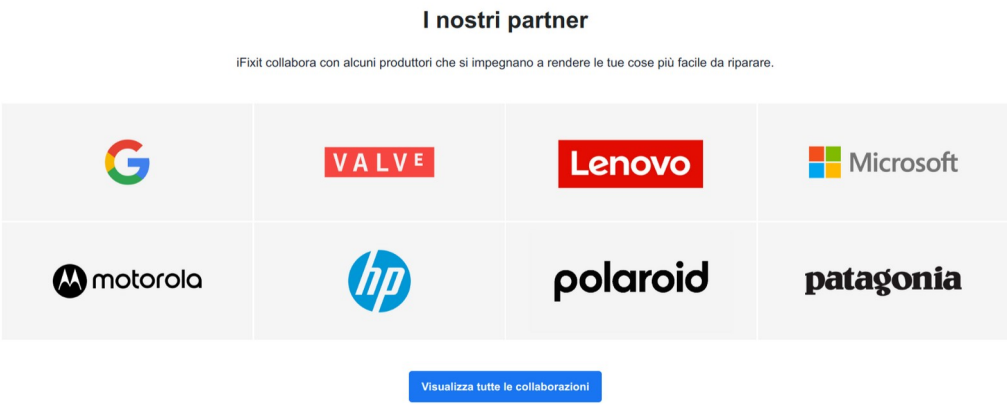 I nostri partner
iFixit collabora con alcuni produttori che si impegnano a rendere le tue cose più facile da riparare.
G
VALVE
Lenovo
Microsoft
motorola
hp
polaroid
patagonia
Visualizza tutte le collaborazioni